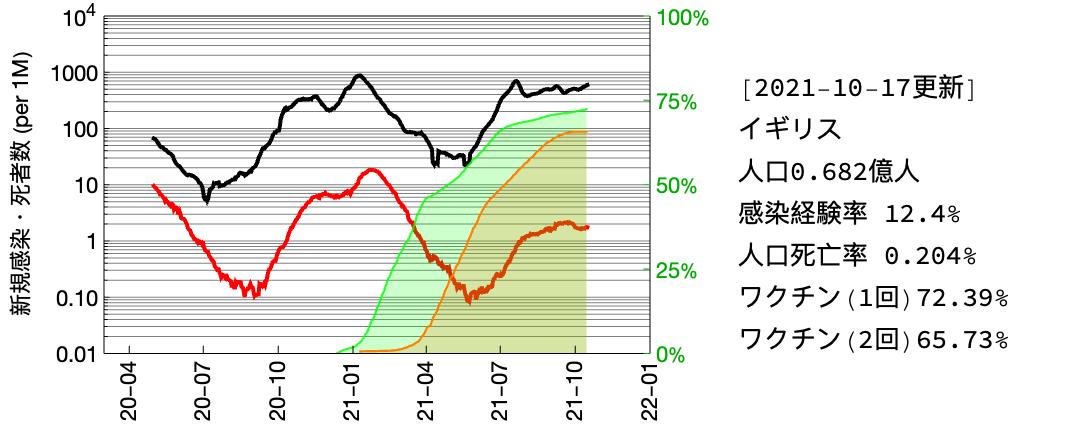 新規感染・死者数 (per 1M)
10^4
1000
100
10
1
0.10
0.01
100%
75%
50%
25%
0%
20-04
20-07
20-10
21-01
21-04
21-07
21-10
22-01
[2021-10-17更新]
イギリス
人口0.682億人
感染経験率 12.4%
人口死亡率 0.204%
ワクチン(1回)72.39%
ワクチン(2回)65.73%